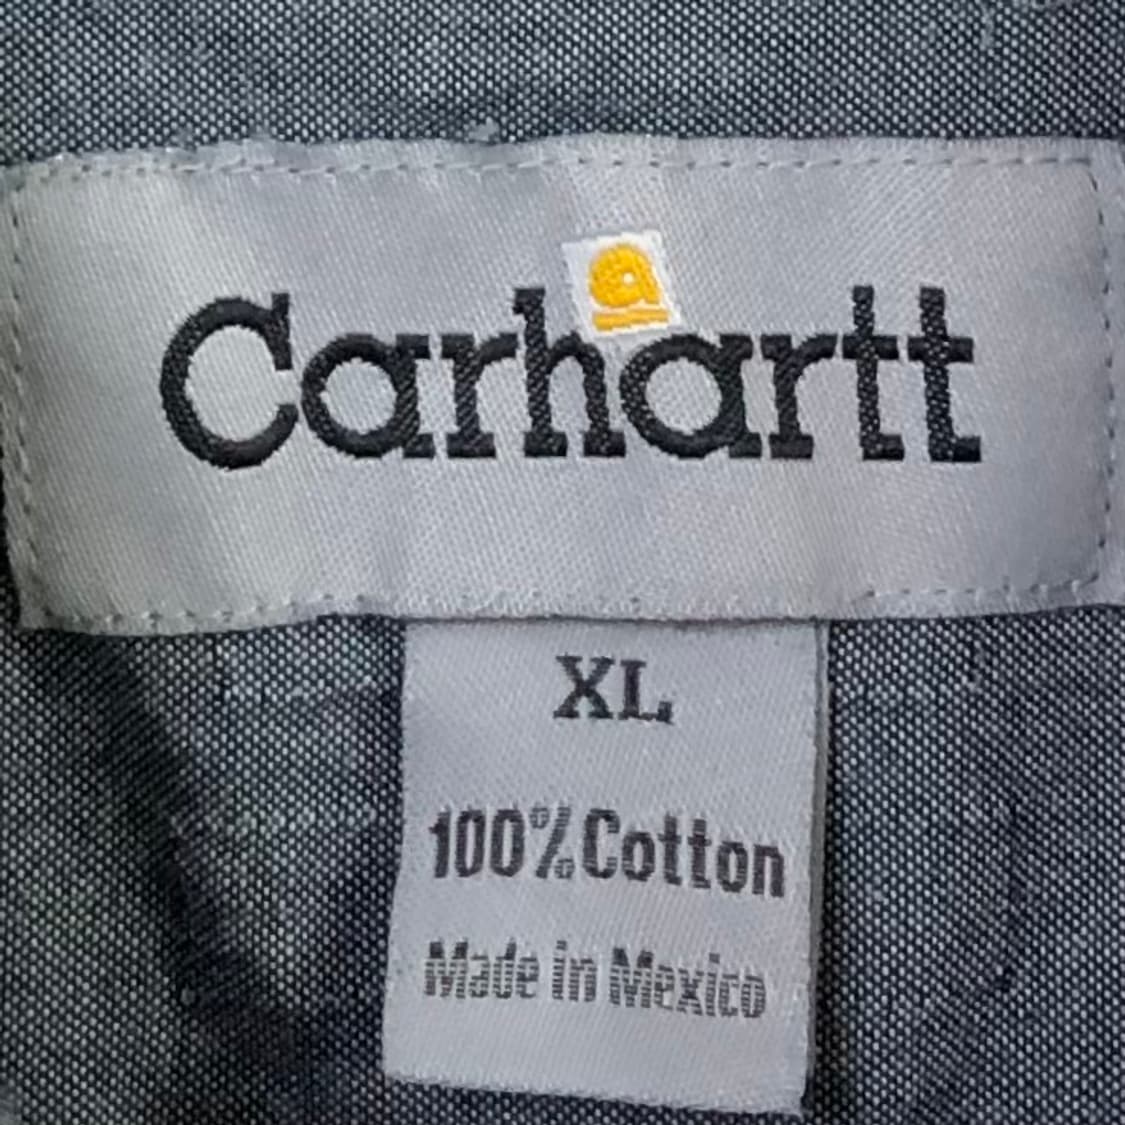 Carhartt
XL
100% Cotton
Made in Mexico